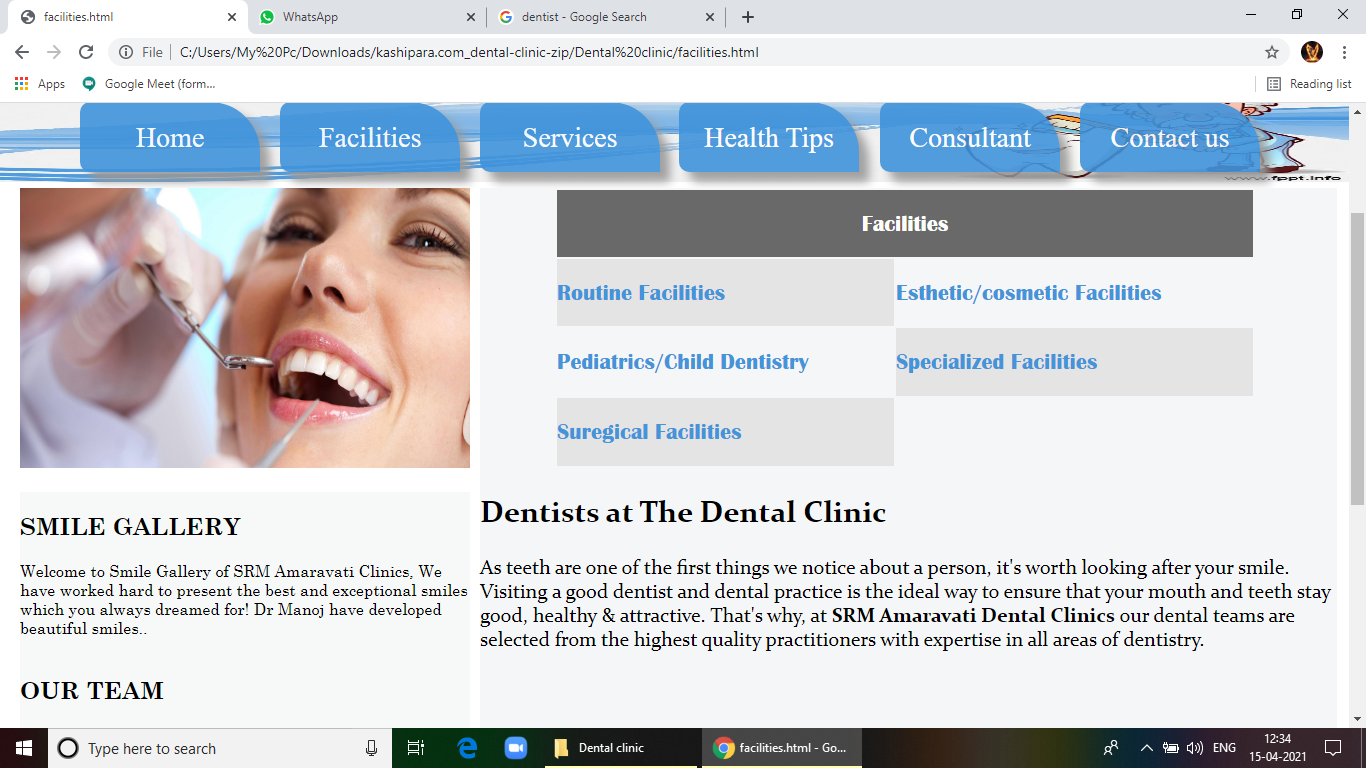 facilities.html
WhatsApp
dentist - Google Search
File
C:/Users/My%20Pc/Downloads/kashipara.com_dental-clinic-zip/Dental%20clinic/facilities.html
Apps
Google Meet (form...
Reading list
Home
Facilities
Services
Health Tips
Consultant
Contact us
www.fppt.info
Facilities
Routine Facilities
Esthetic/cosmetic Facilities
Pediatrics/Child Dentistry
Specialized Facilities
Suregical Facilities
SMILE GALLERY
Welcome to Smile Gallery of SRM Amaravati Clinics, We
have worked hard to present the best and exceptional smiles
which you always dreamed for! Dr Manoj have developed
beautiful smiles..
OUR TEAM
Dentists at The Dental Clinic
As teeth are one of the first things we notice about a person, it's worth looking after your smile.
Visiting a good dentist and dental practice is the ideal way to ensure that your mouth and teeth stay
good, healthy & attractive. That's why, at SRM Amaravati Dental Clinics our dental teams are
selected from the highest quality practitioners with expertise in all areas of dentistry.
Type here to search
Dental clinic
facilities.html - Go...
ENG
12:34
15-04-2021